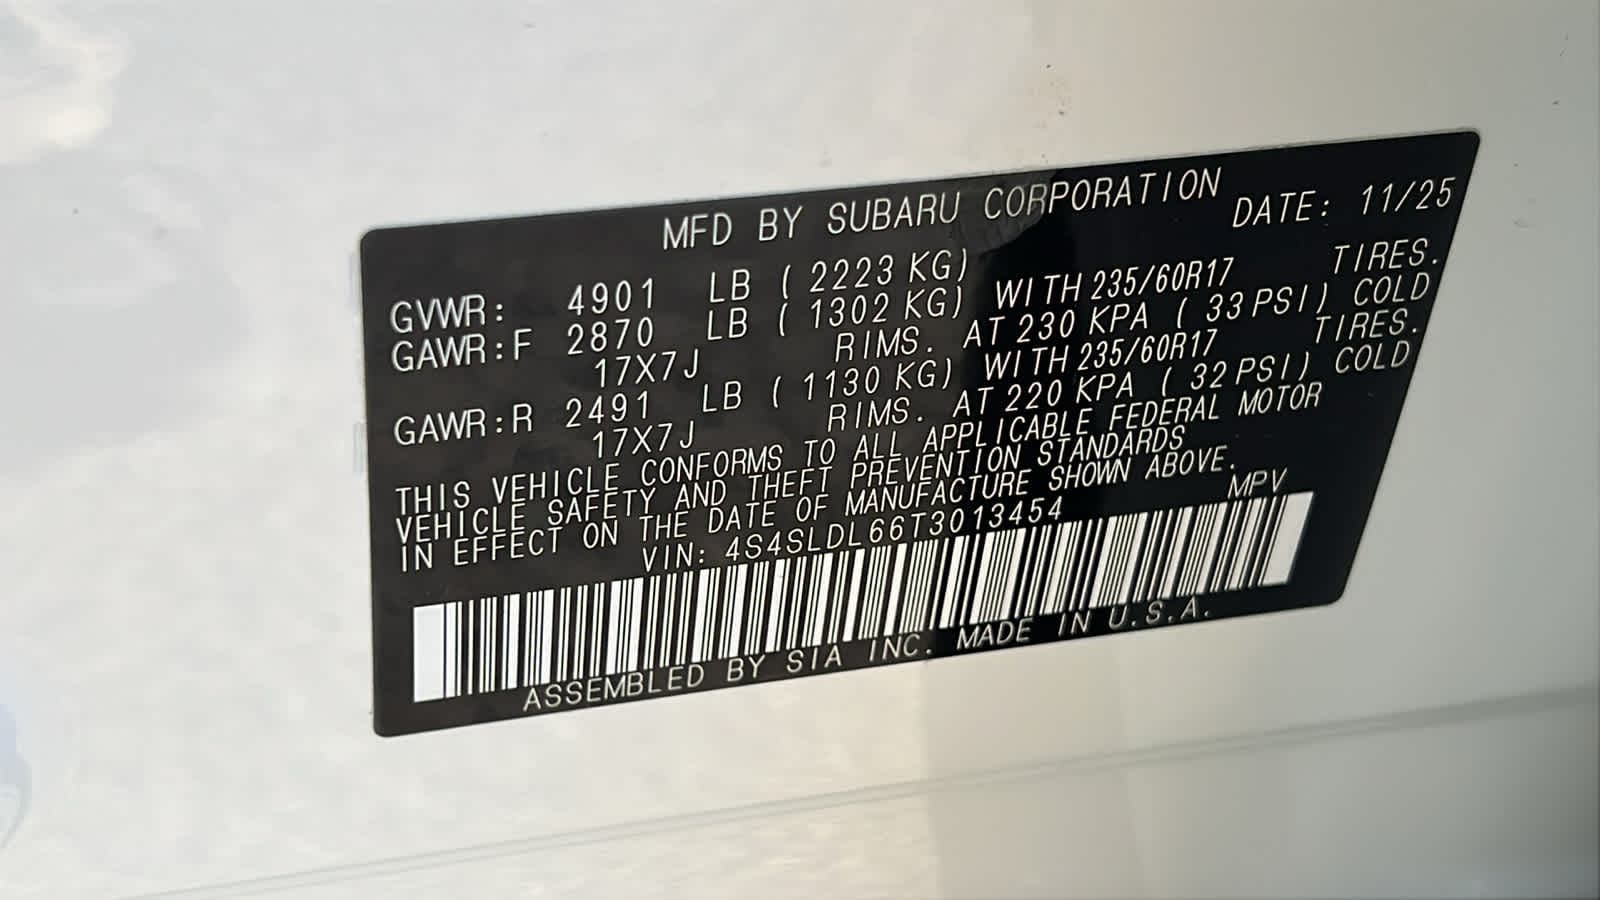 MFD BY SUBARU CORPORATION DATE: 11/25
GVWR: 4901 LB ( 2223 KG)
GAWR:F 2870 LB ( 1302 KG) WITH 235/60R17 TIRES.
17X7J RIMS. AT 230 KPA ( 33 PSI) COLD
GAWR:R 2491 LB ( 1130 KG) WITH 235/60R17 TIRES.
17X7J RIMS. AT 220 KPA ( 32 PSI) COLD
THIS VEHICLE CONFORMS TO ALL APPLICABLE FEDERAL MOTOR
VEHICLE SAFETY AND THEFT PREVENTION STANDARDS
IN EFFECT ON THE DATE OF MANUFACTURE SHOWN ABOVE.
VIN: 4S4SLDL66T3013454 MPV
ASSEMBLED BY SIA INC. MADE IN U.S.A.